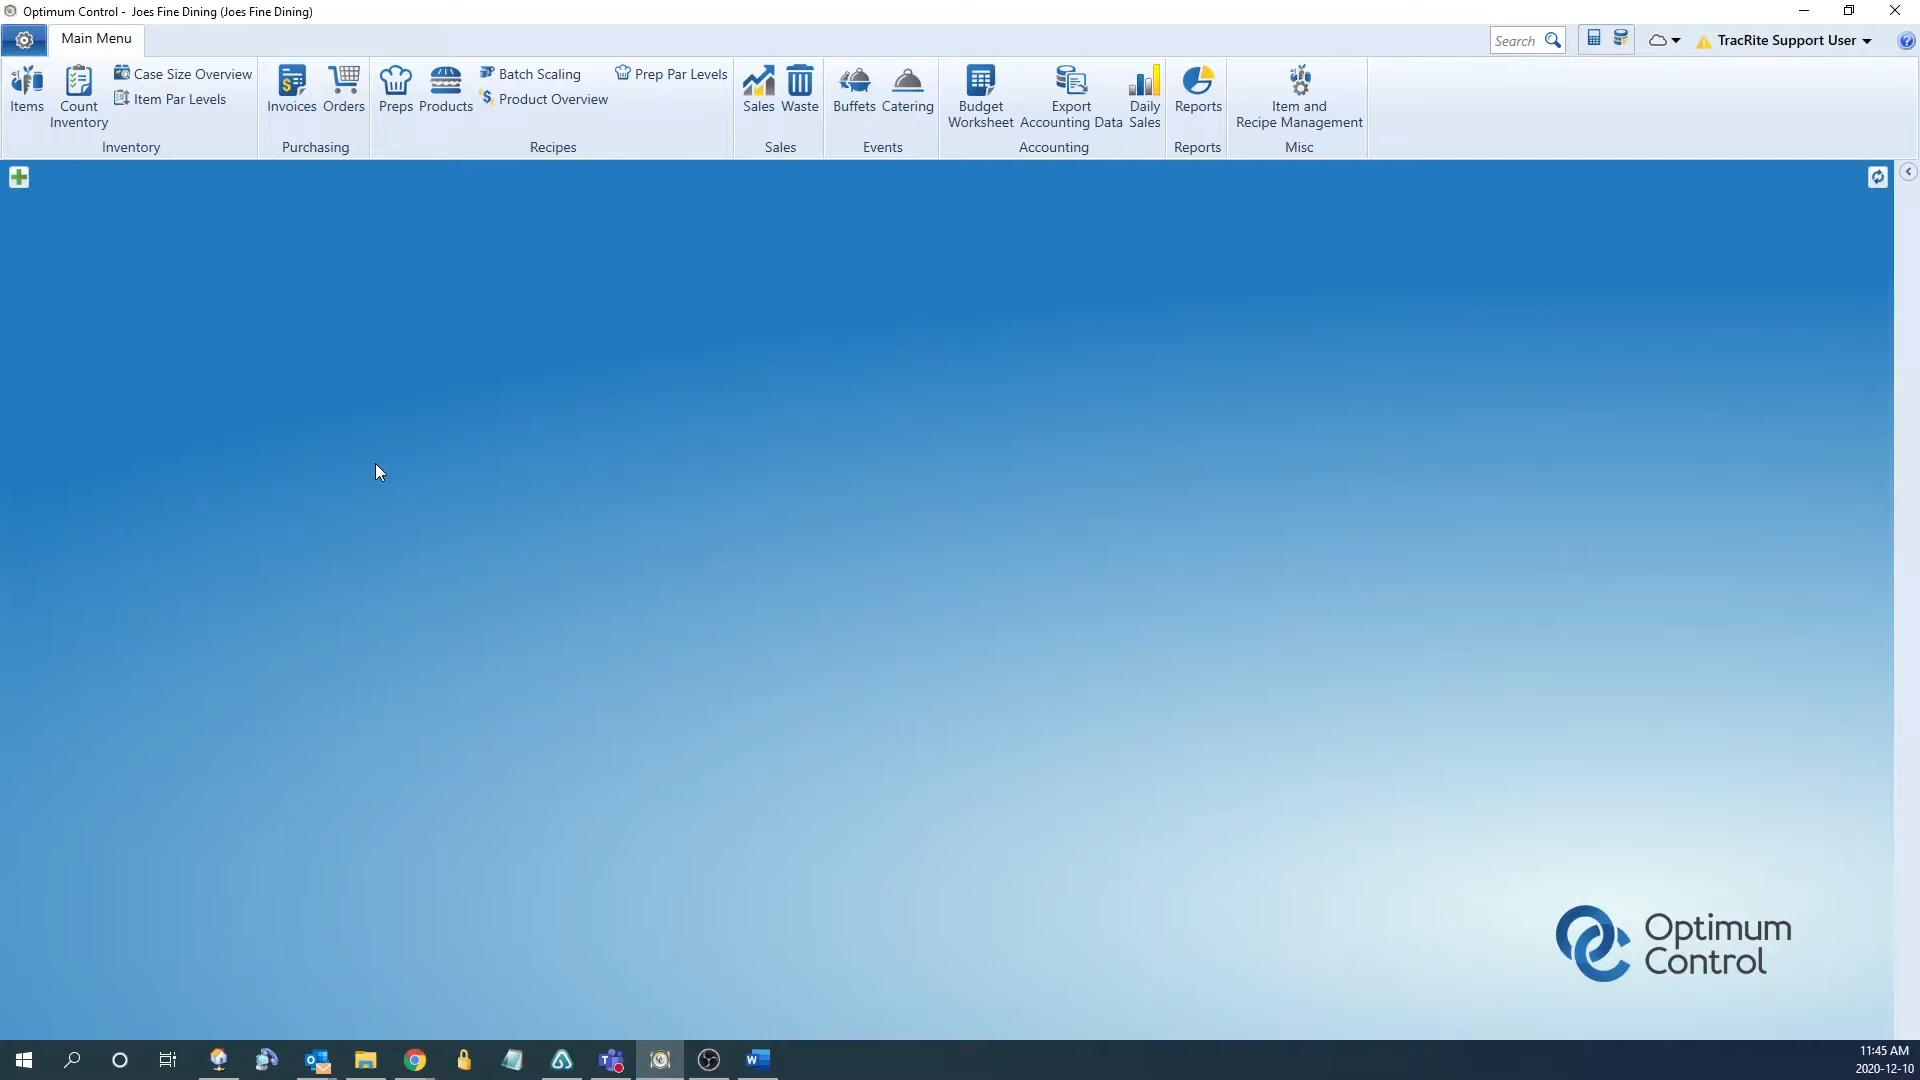 Optimum Control - Joes Fine Dining (Joes Fine Dining)
Main Menu
Search
TracRite Support User
Items
Count
Inventory
Case Size Overview
Item Par Levels
Inventory
Invoices
Orders
Purchasing
Preps
Products
Batch Scaling
Product Overview
Prep Par Levels
Recipes
Sales
Waste
Sales
Buffets
Catering
Events
Budget
Worksheet
Export
Accounting Data
Daily
Sales
Accounting
Reports
Reports
Item and
Recipe Management
Misc
Optimum
Control
11:45 AM
2020-12-10